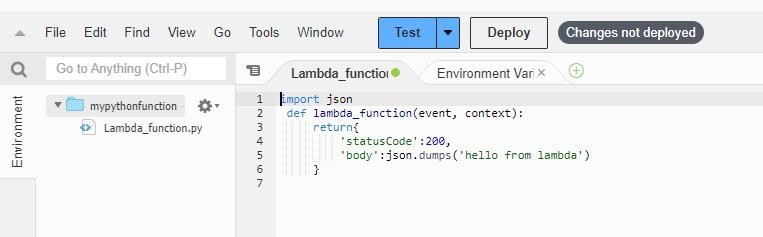 File Edit Find View Go Tools Window Test Deploy Changes not deployed
Go to Anything (Ctrl-P) Lambda_function Environment Vari ×
Environment
mypythonfunction
Lambda_function.py
1 import json
2 def lambda_function(event, context):
3 return{
4 'statusCode':200,
5 'body':json.dumps('hello from lambda')
6 }
7